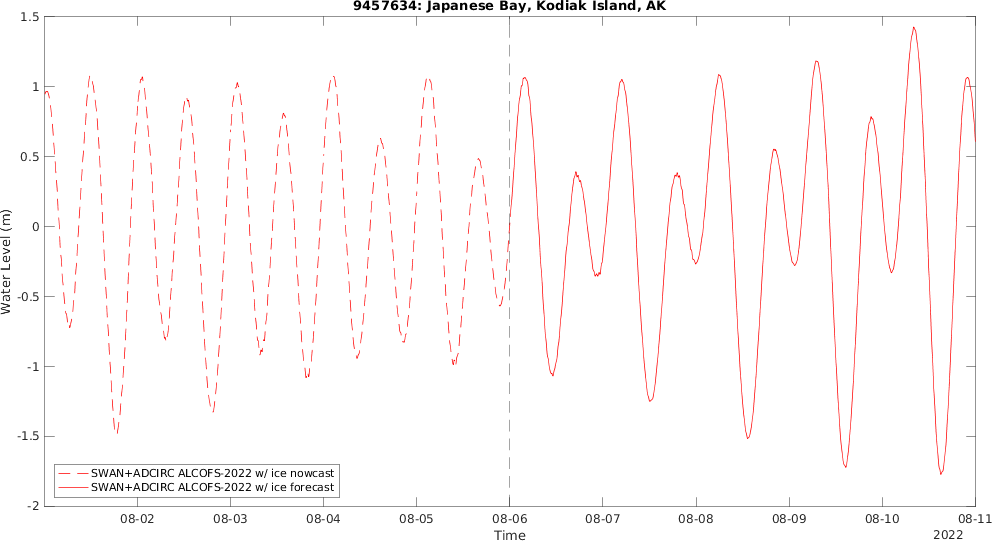 9457634: Japanese Bay, Kodiak Island, AK
1.5
1
0.5
0
-0.5
-1
-1.5
-2
Water Level (m)
SWAN+ADCIRC ALCOFS-2022 w/ ice nowcast
SWAN+ADCIRC ALCOFS-2022 w/ ice forecast
08-02 08-03 08-04 08-05 08-06 08-07 08-08 08-09 08-10 08-11
Time
2022